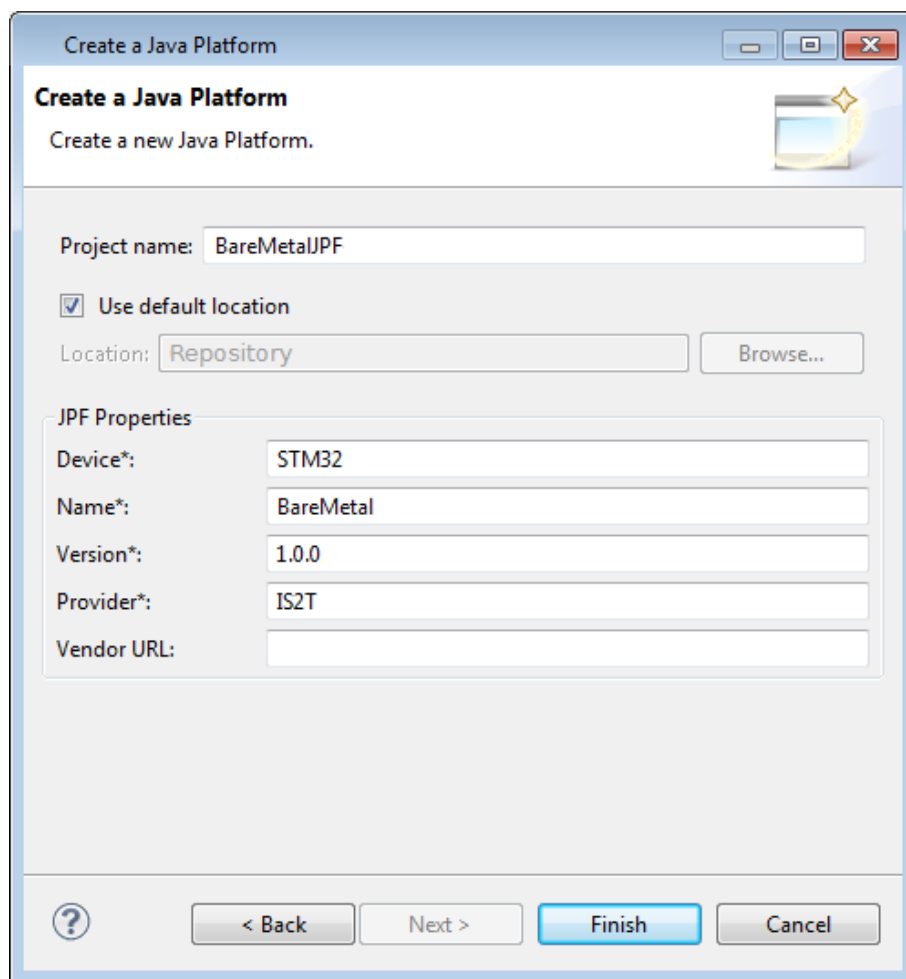 Create a Java Platform
Create a Java Platform
Create a new Java Platform.
Project name: BareMetalJPF
Use default location
Location: Repository Browse...
JPF Properties
Device*: STM32
Name*: BareMetal
Version*: 1.0.0
Provider*: IS2T
Vendor URL:
? < Back Next > Finish Cancel